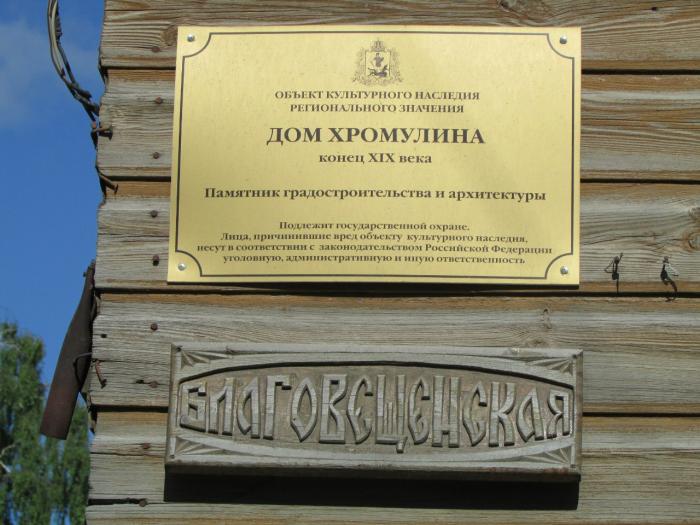 ОБЪЕКТ КУЛЬТУРНОГО НАСЛЕДИЯ
РЕГИОНАЛЬНОГО ЗНАЧЕНИЯ
ДОМ ХРОМУЛИНА
конец XIX века
Памятник градостроительства и архитектуры
Подлежит государственной охране.
Лица, причинившие вред объекту культурного наследия,
несут в соответствии с законодательством Российской Федерации
уголовную, административную и иную ответственность
БЛАГОВЕЩЕНСКАЯ